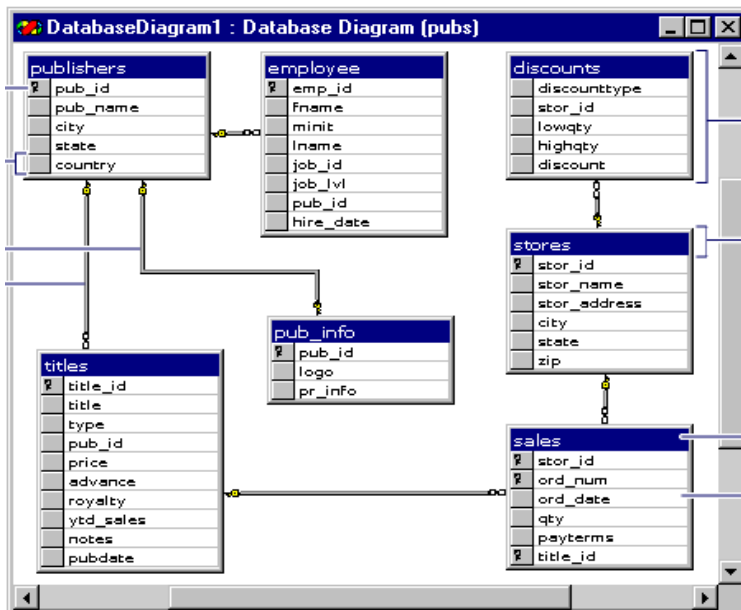 DatabaseDiagram1 : Database Diagram (pubs)
publishers
pub_id
pub_name
city
state
country
employee
emp_id
fname
minit
lname
job_id
job_lvl
pub_id
hire_date
discounts
discounttype
stor_id
lowqty
highqty
discount
stores
stor_id
stor_name
stor_address
city
state
zip
pub_info
pub_id
logo
pr_info
titles
title_id
title
type
pub_id
price
advance
royalty
ytd_sales
notes
pubdate
sales
stor_id
ord_num
ord_date
qty
payterms
title_id